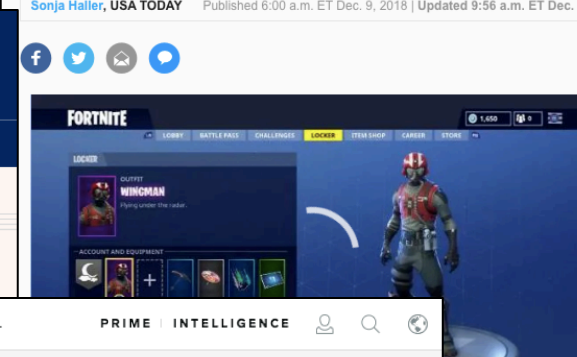 Sonja Haller, USA TODAY Published 6:00 a.m. ET Dec. 9, 2018 | Updated 9:56 a.m. ET Dec.
FORTNITE
1,650
0
LOBBY BATTLE PASS CHALLENGES LOCKER ITEM SHOP CAREER STORE
LOCKER
OUTFIT
WINGMAN
Flying under the radar.
ACCOUNT AND EQUIPMENT
PRIME | INTELLIGENCE